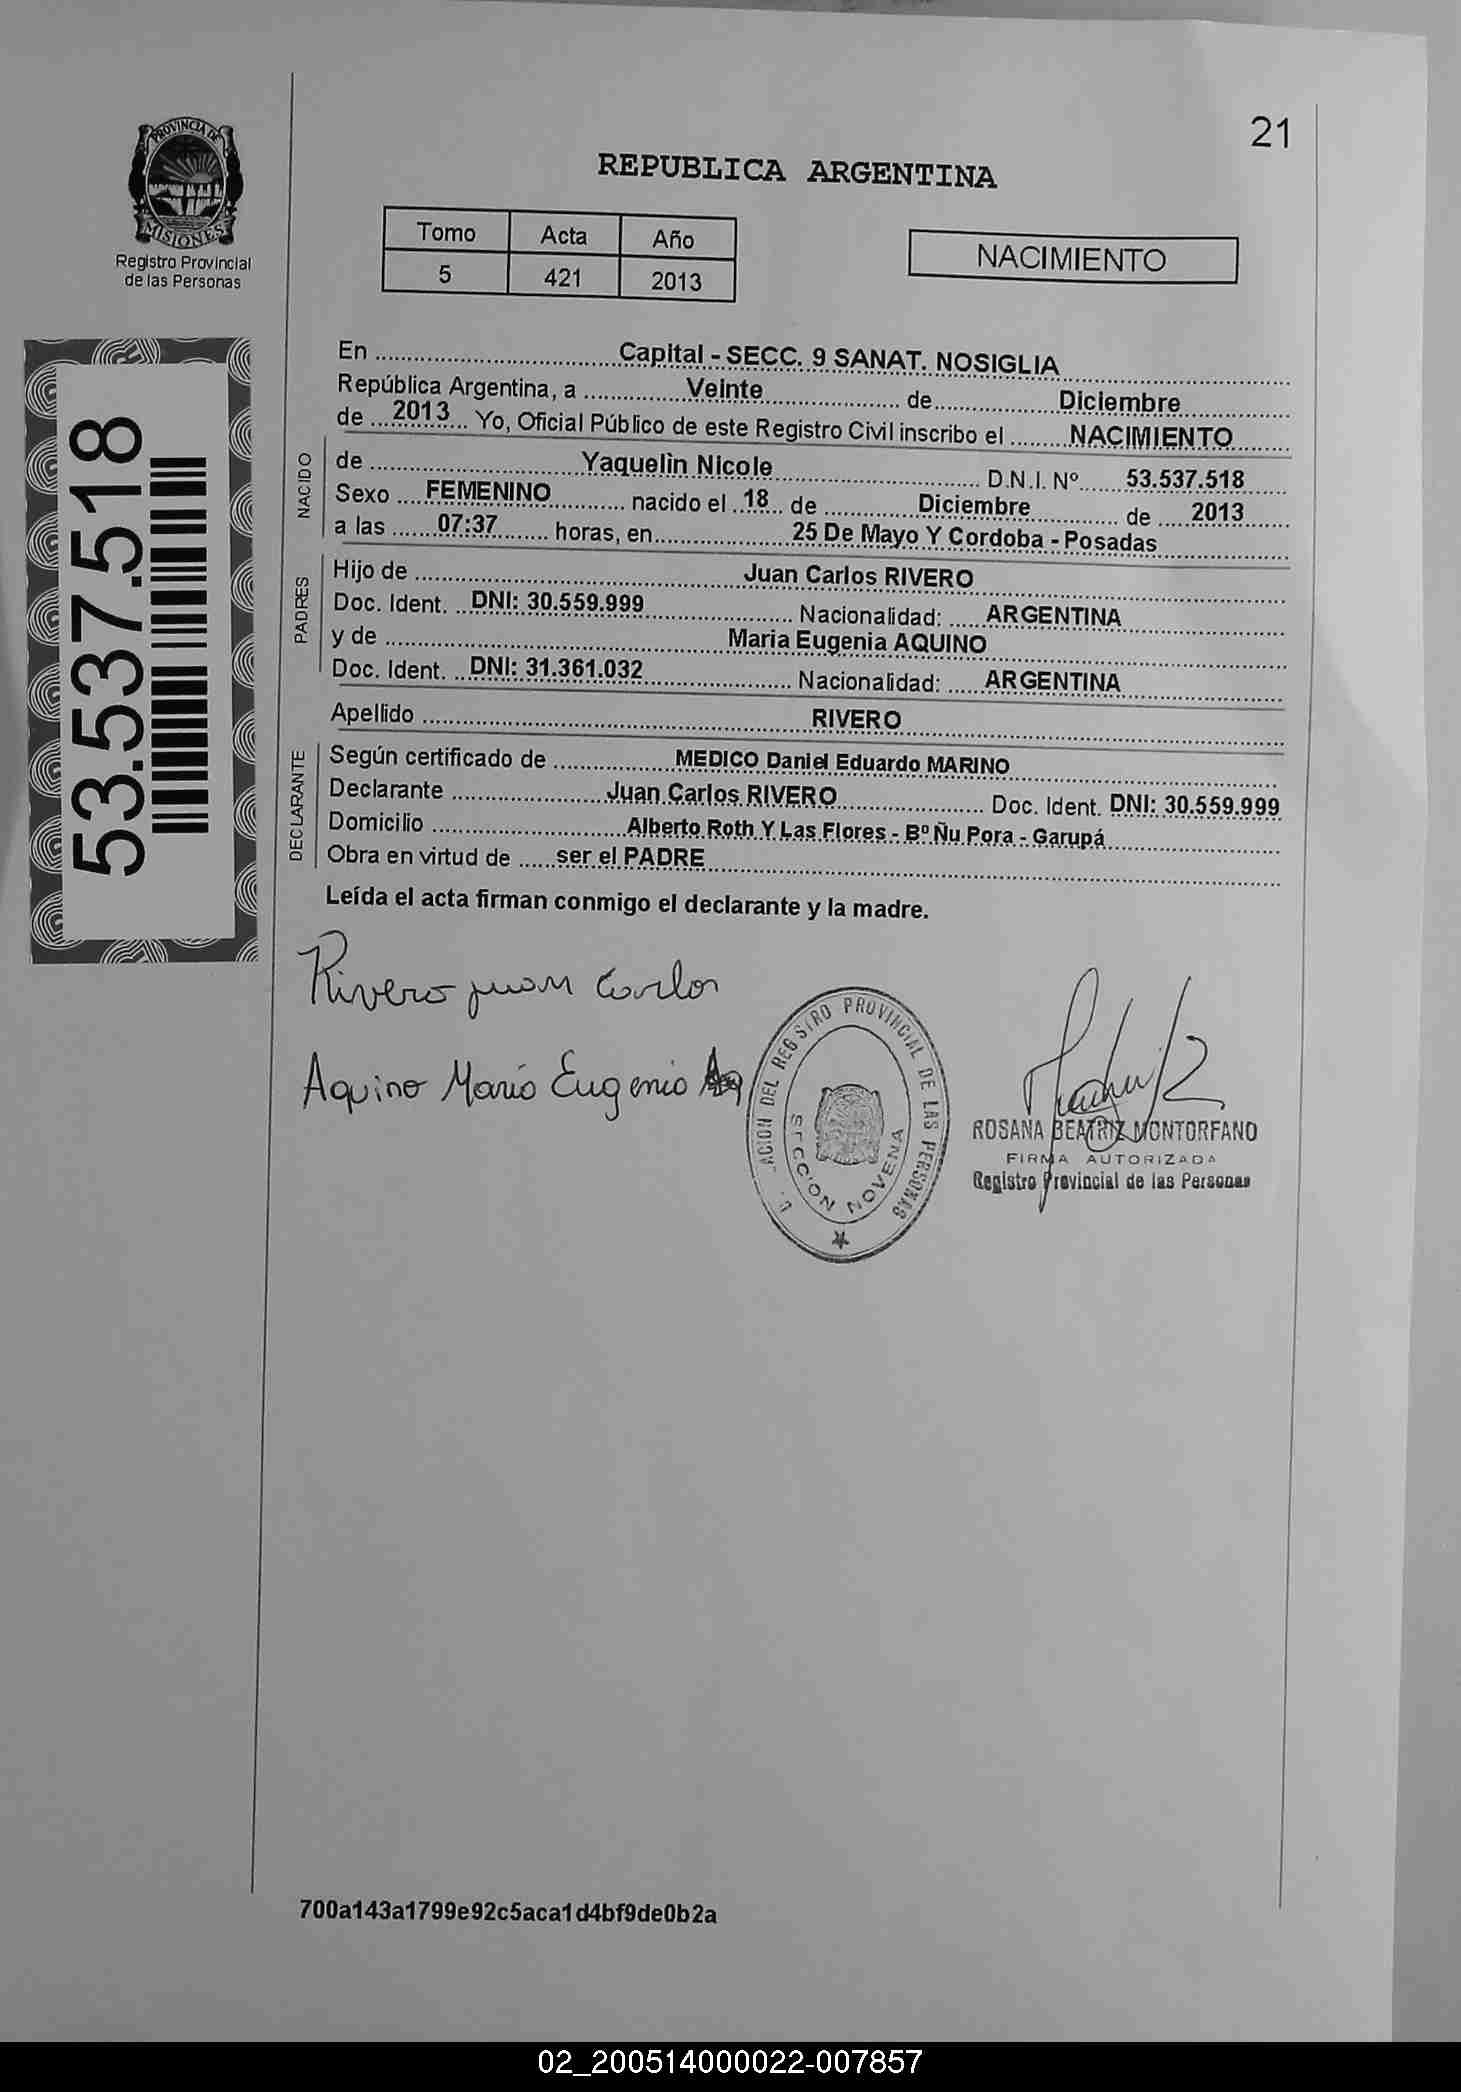 21
PROVINCIA DE
MISIONES
Registro Provincial
de las Personas
REPUBLICA ARGENTINA
Tomo Acta Año
5 421 2013
NACIMIENTO
53.537.518
En Capital - SECC. 9 SANAT. NOSIGLIA
República Argentina, a Veinte de Diciembre
de 2013 Yo, Oficial Público de este Registro Civil inscribo el NACIMIENTO
NACIDO
de Yaquelìn Nicole D.N.I. Nº 53.537.518
Sexo FEMENINO nacido el 18 de Diciembre de 2013
a las 07:37 horas, en 25 De Mayo Y Cordoba - Posadas
PADRES
Hijo de Juan Carlos RIVERO
Doc. Ident. DNI: 30.559.999 Nacionalidad: ARGENTINA
y de Maria Eugenia AQUINO
Doc. Ident. DNI: 31.361.032 Nacionalidad: ARGENTINA
Apellido RIVERO
DECLARANTE
Según certificado de MEDICO Daniel Eduardo MARINO
Declarante Juan Carlos RIVERO Doc. Ident. DNI: 30.559.999
Domicilio Alberto Roth Y Las Flores - Bº Ñu Pora - Garupá
Obra en virtud de ser el PADRE
Leída el acta firman conmigo el declarante y la madre.
Rivero Juan Carlos
Aquino Maria Eugenia
DEL REGISTRO PROVINCIAL DE LAS PERSONAS
SECCION NOVENA
ROSANA BEATRIZ MONTORFANO
FIRMA AUTORIZADA
Registro Provincial de las Personas
700a143a1799e92c5aca1d4bf9de0b2a
02_200514000022-007857